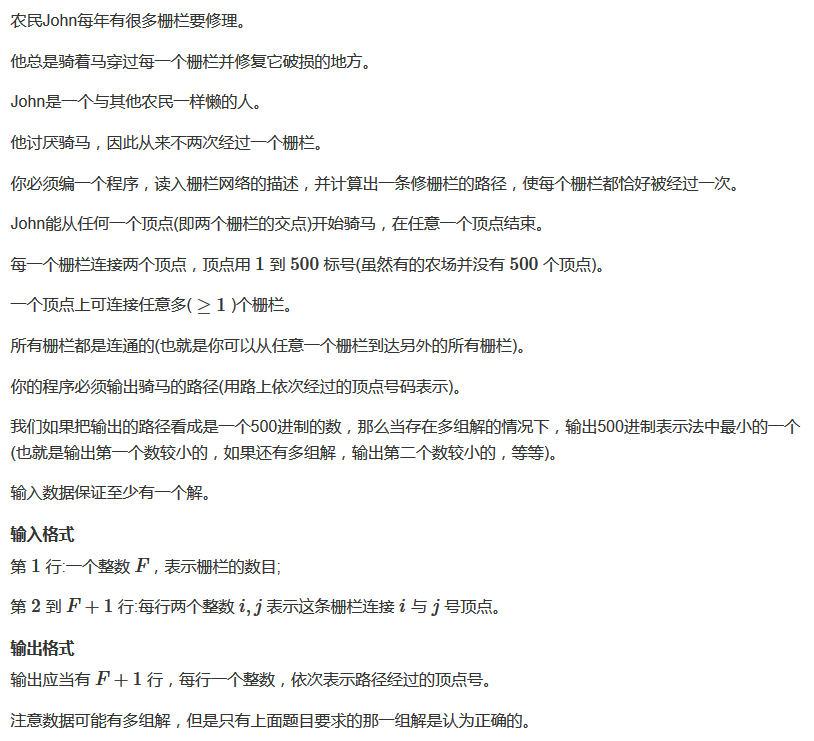 农民John每年有很多栅栏要修理。
他总是骑着马穿过每一个栅栏并修复它破损的地方。
John是一个与其他农民一样懒的人。
他讨厌骑马，因此从来不两次经过一个栅栏。
你必须编一个程序，读入栅栏网络的描述，并计算出一条修栅栏的路径，使每个栅栏都恰好被经过一次。
John能从任何一个顶点(即两个栅栏的交点)开始骑马，在任意一个顶点结束。
每一个栅栏连接两个顶点，顶点用 1 到 500 标号(虽然有的农场并没有 500 个顶点)。
一个顶点上可连接任意多( ≥ 1 )个栅栏。
所有栅栏都是连通的(也就是你可以从任意一个栅栏到达另外的所有栅栏)。
你的程序必须输出骑马的路径(用路上依次经过的顶点号码表示)。
我们如果把输出的路径看成是一个500进制的数，那么当存在多组解的情况下，输出500进制表示法中最小的一个
(也就是输出第一个数较小的，如果还有多组解，输出第二个数较小的，等等)。
输入数据保证至少有一个解。
输入格式
第 1 行:一个整数 F，表示栅栏的数目;
第 2 到 F + 1 行:每行两个整数 i, j 表示这条栅栏连接 i 与 j 号顶点。
输出格式
输出应当有 F + 1 行，每行一个整数，依次表示路径经过的顶点号。
注意数据可能有多组解，但是只有上面题目要求的那一组解是认为正确的。